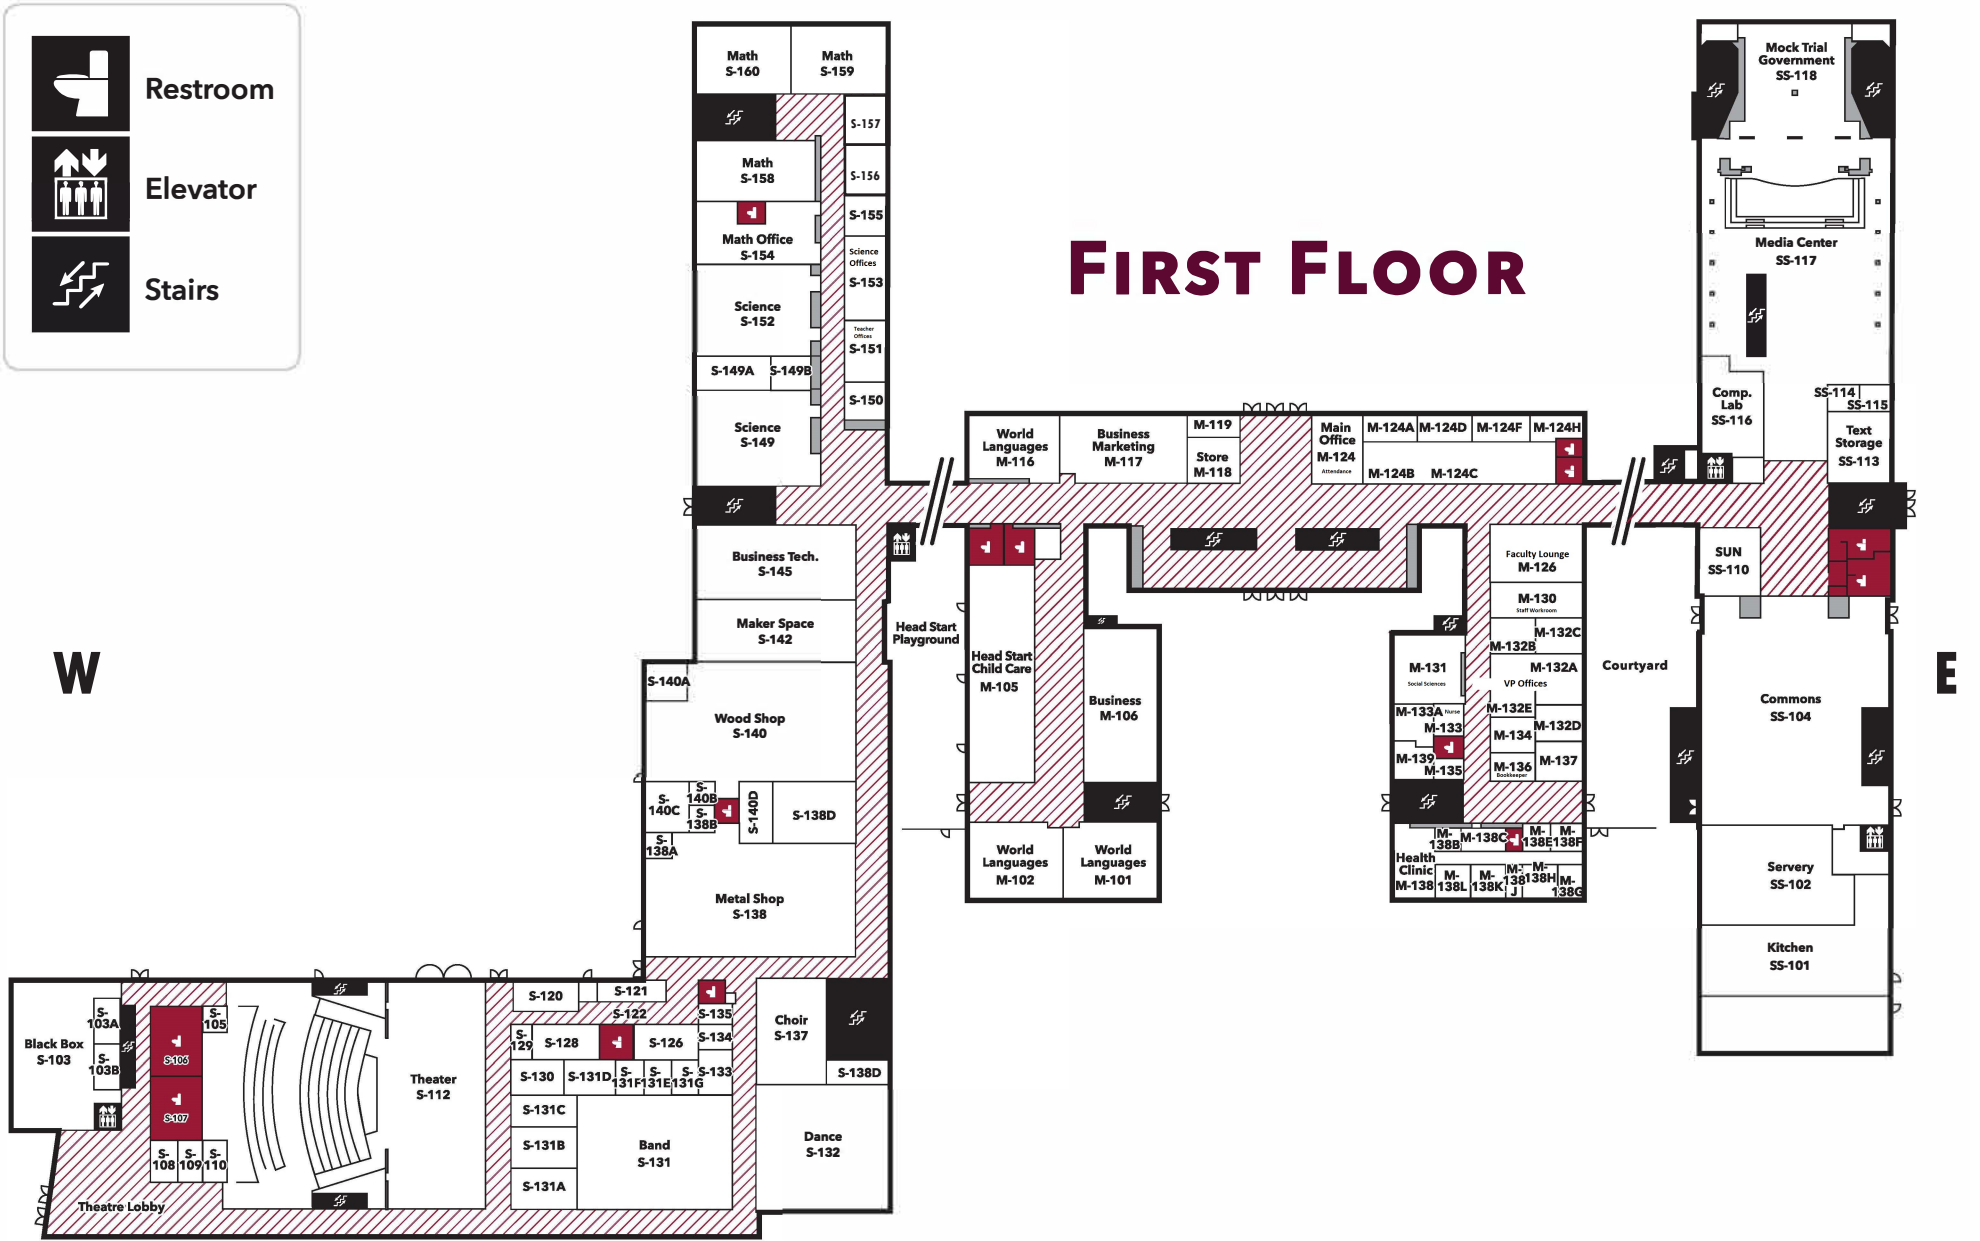 Restroom
Elevator
Stairs
FIRST FLOOR
W
E
Math
S-160
Math
S-159
S-157
Math
S-158
S-156
S-155
Math Office
S-154
Science
Offices
S-153
Science
S-152
Teacher
Offices
S-151
S-149A
S-149B
S-150
Science
S-149
Business Tech.
S-145
Maker Space
S-142
S-140A
Wood Shop
S-140
S-
140C
S-
140B
S-
138B
S-140D
S-138D
S-
138A
Metal Shop
S-138
Head Start
Playground
World
Languages
M-116
Business
Marketing
M-117
M-119
Store
M-118
Main
Office
M-124
Attendance
M-124A
M-124D
M-124F
M-124H
M-124B
M-124C
Head Start
Child Care
M-105
Business
M-106
World
Languages
M-102
World
Languages
M-101
Faculty Lounge
M-126
M-130
Staff Workroom
M-132C
M-132B
M-132A
VP Offices
M-132E
M-132D
M-134
M-137
M-136
Bookkeeper
M-131
Social Sciences
M-133A
Nurse
M-133
M-139
M-135
Health
Clinic
M-138
M-
138B
M-138C
M-
138E
M-
138F
M-
138L
M-
138K
M-
138
J
M-
138H
M-
138G
Courtyard
Mock Trial
Government
SS-118
Media Center
SS-117
Comp.
Lab
SS-116
SS-114
SS-115
Text
Storage
SS-113
SUN
SS-110
Commons
SS-104
Servery
SS-102
Kitchen
SS-101
Black Box
S-103
S-
103A
S-
103B
S-
105
S-106
S-107
S-
108
S-
109
S-
110
Theatre Lobby
Theater
S-112
S-120
S-121
S-122
S-135
S-
129
S-128
S-126
S-134
S-130
S-131D
S-
131F
S-
131E
S-
131G
S-133
S-131C
S-131B
S-131A
Band
S-131
Choir
S-137
S-138D
Dance
S-132